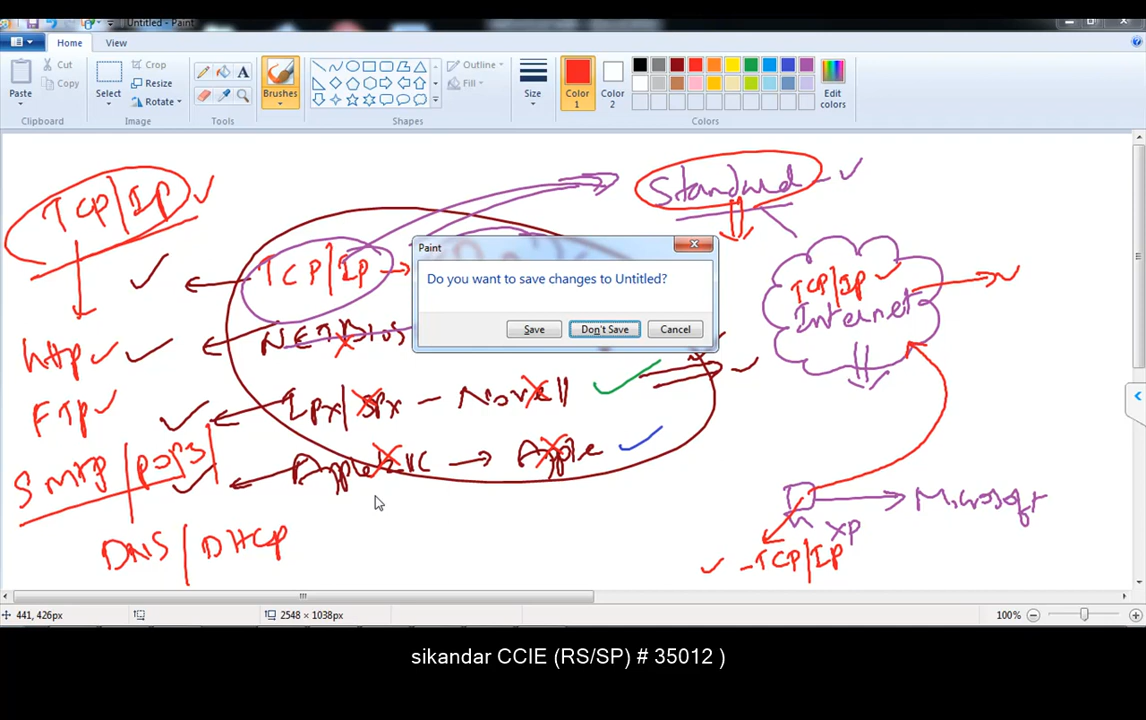 Untitled - Paint
Home View
Paste
Cut
Copy
Clipboard
Select
Crop
Resize
Rotate
Image
Tools
Brushes
Shapes
Outline
Fill
Size
Color 1
Color 2
Edit colors
Colors
TCP/IP
Standard
TCP/IP
Paint
Do you want to save changes to Untitled?
Save Don't Save Cancel
TCP/IP
Internet
NETBIOS
http
FTP
IPX/SPX - Novell
SMTP/POP3
Apple
DNS/DHCP
Microsoft
XP
-TCP/IP
441, 426px
2548 × 1038px
100%
sikandar CCIE (RS/SP) # 35012 )